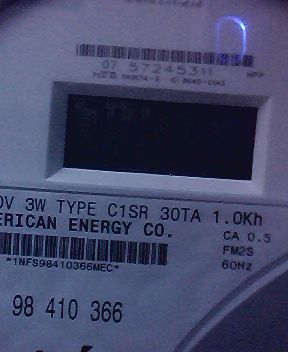 07 57245311
0V 3W TYPE C1SR 30TA 1.0Kh
ERICAN ENERGY CO.
CA 0.5
FM2S
*1NFS98410366MEC*
60Hz
98 410 366